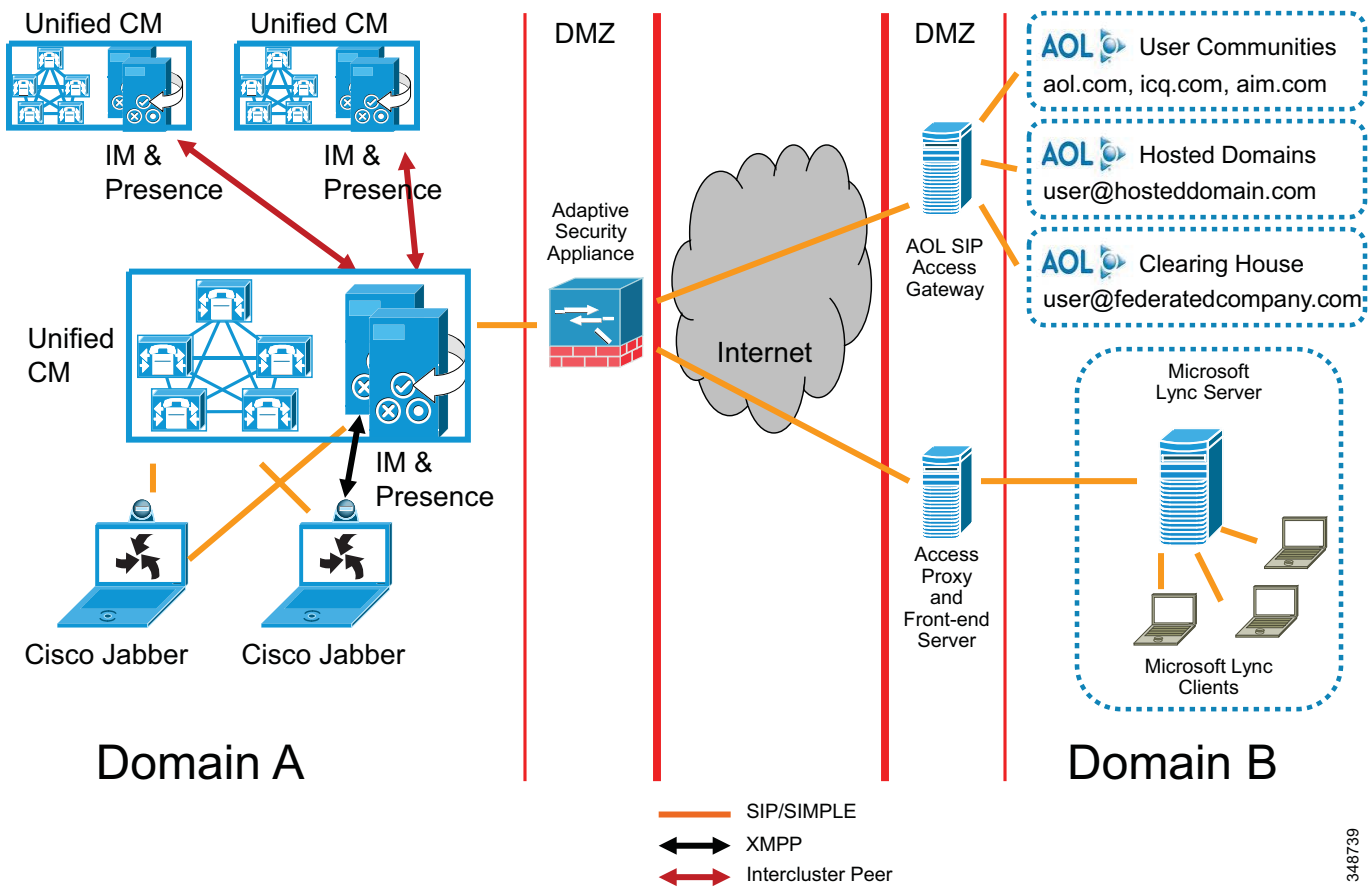 Unified CM
Unified CM
DMZ
DMZ
AOL User Communities
aol.com, icq.com, aim.com
IM &
Presence
IM &
Presence
AOL Hosted Domains
user@hosteddomain.com
Adaptive
Security
Appliance
AOL SIP
Access
Gateway
AOL Clearing House
user@federatedcompany.com
Unified
CM
Internet
Microsoft
Lync Server
IM &
Presence
Access
Proxy
and
Front-end
Server
Cisco Jabber
Cisco Jabber
Microsoft Lync
Clients
Domain A
Domain B
SIP/SIMPLE
XMPP
Intercluster Peer
348739